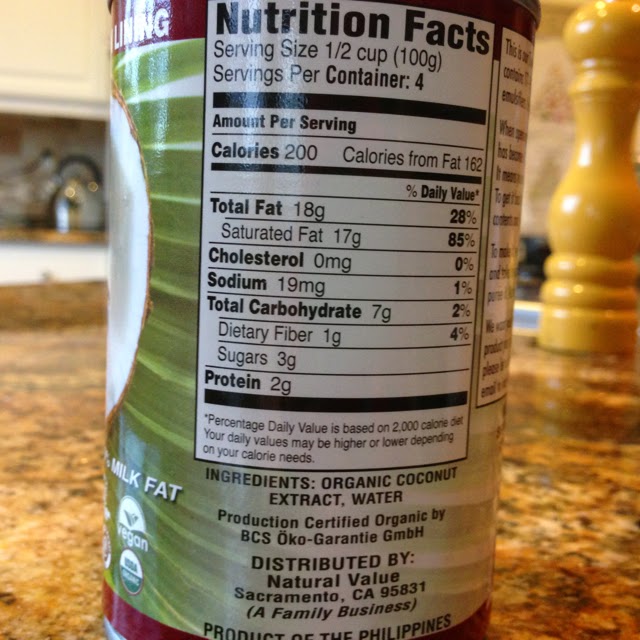 LINING
Nutrition Facts
Serving Size 1/2 cup (100g)
Servings Per Container: 4
Amount Per Serving
Calories 200 Calories from Fat 162
% Daily Value*
Total Fat 18g 28%
Saturated Fat 17g 85%
Cholesterol 0mg 0%
Sodium 19mg 1%
Total Carbohydrate 7g 2%
Dietary Fiber 1g 4%
Sugars 3g
Protein 2g
*Percentage Daily Value is based on 2,000 calorie diet
Your daily values may be higher or lower depending
on your calorie needs.
INGREDIENTS: ORGANIC COCONUT
EXTRACT, WATER
Production Certified Organic by
BCS Öko-Garantie GmbH
DISTRIBUTED BY:
Natural Value
Sacramento, CA 95831
(A Family Business)
PRODUCT OF THE PHILIPPINES
% MILK FAT
vegan
USDA
This is
When